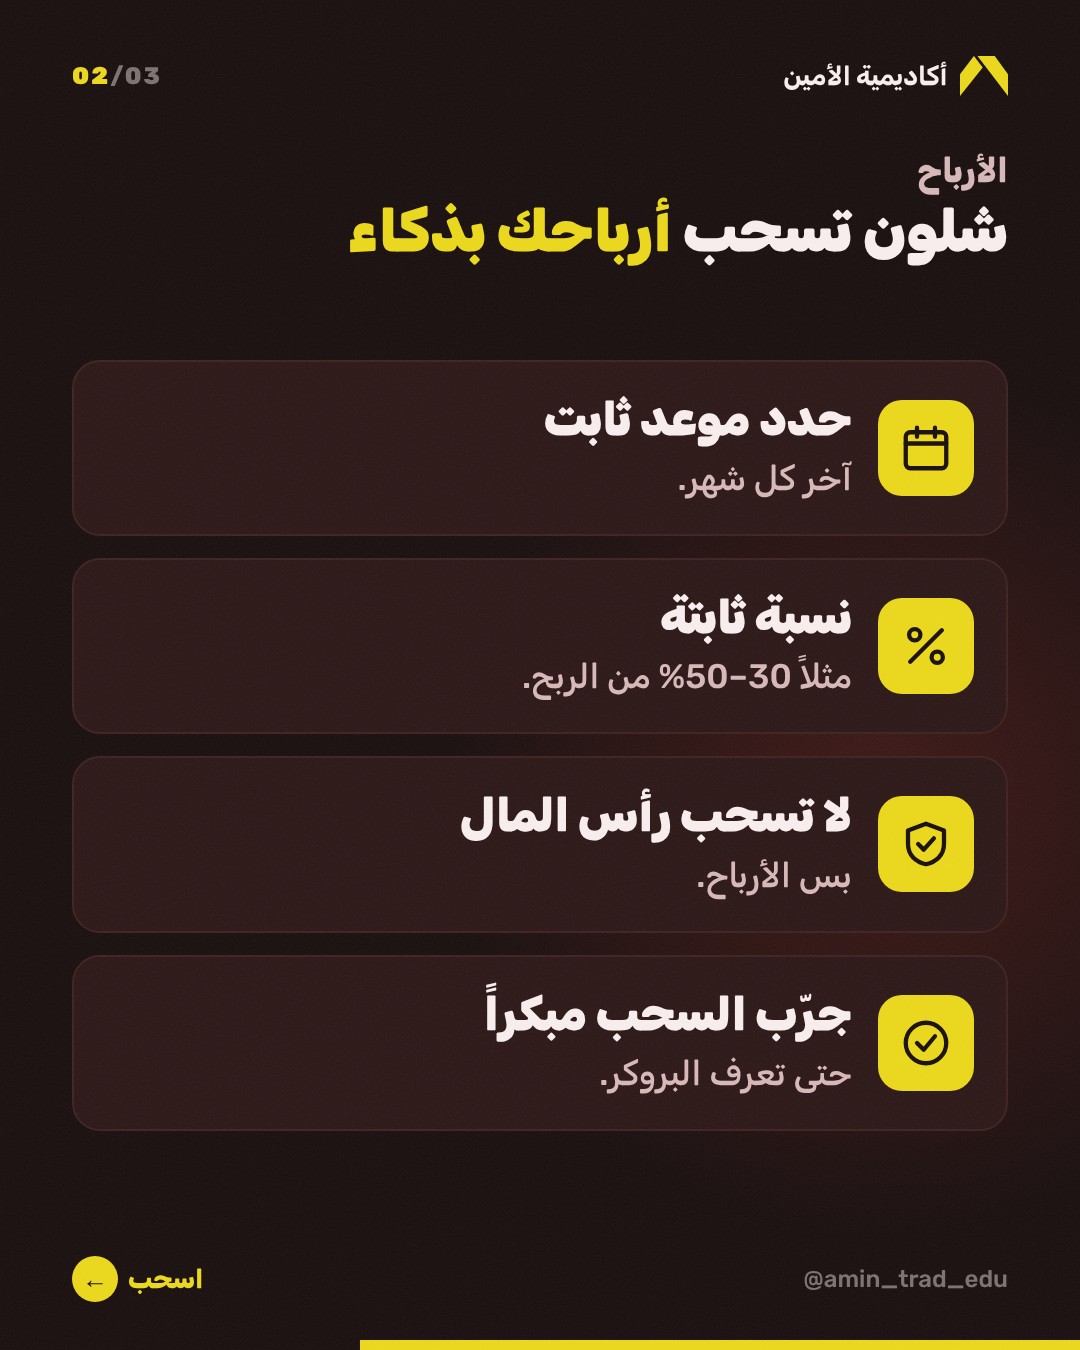 أكاديمية الأمين
02/03
الأرباح
شلون تسحب أرباحك بذكاء
حدد موعد ثابت
آخر كل شهر.
نسبة ثابتة
مثلاً 30–50% من الربح.
لا تسحب رأس المال
بس الأرباح.
جرّب السحب مبكراً
حتى تعرف البروكر.
@amin_trad_edu
اسحب ←